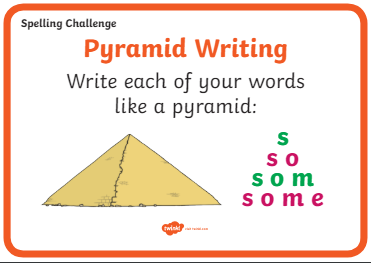 Spelling Challenge
Pyramid Writing
Write each of your words
like a pyramid:
s
s o
s o m
s o m e
twinkl